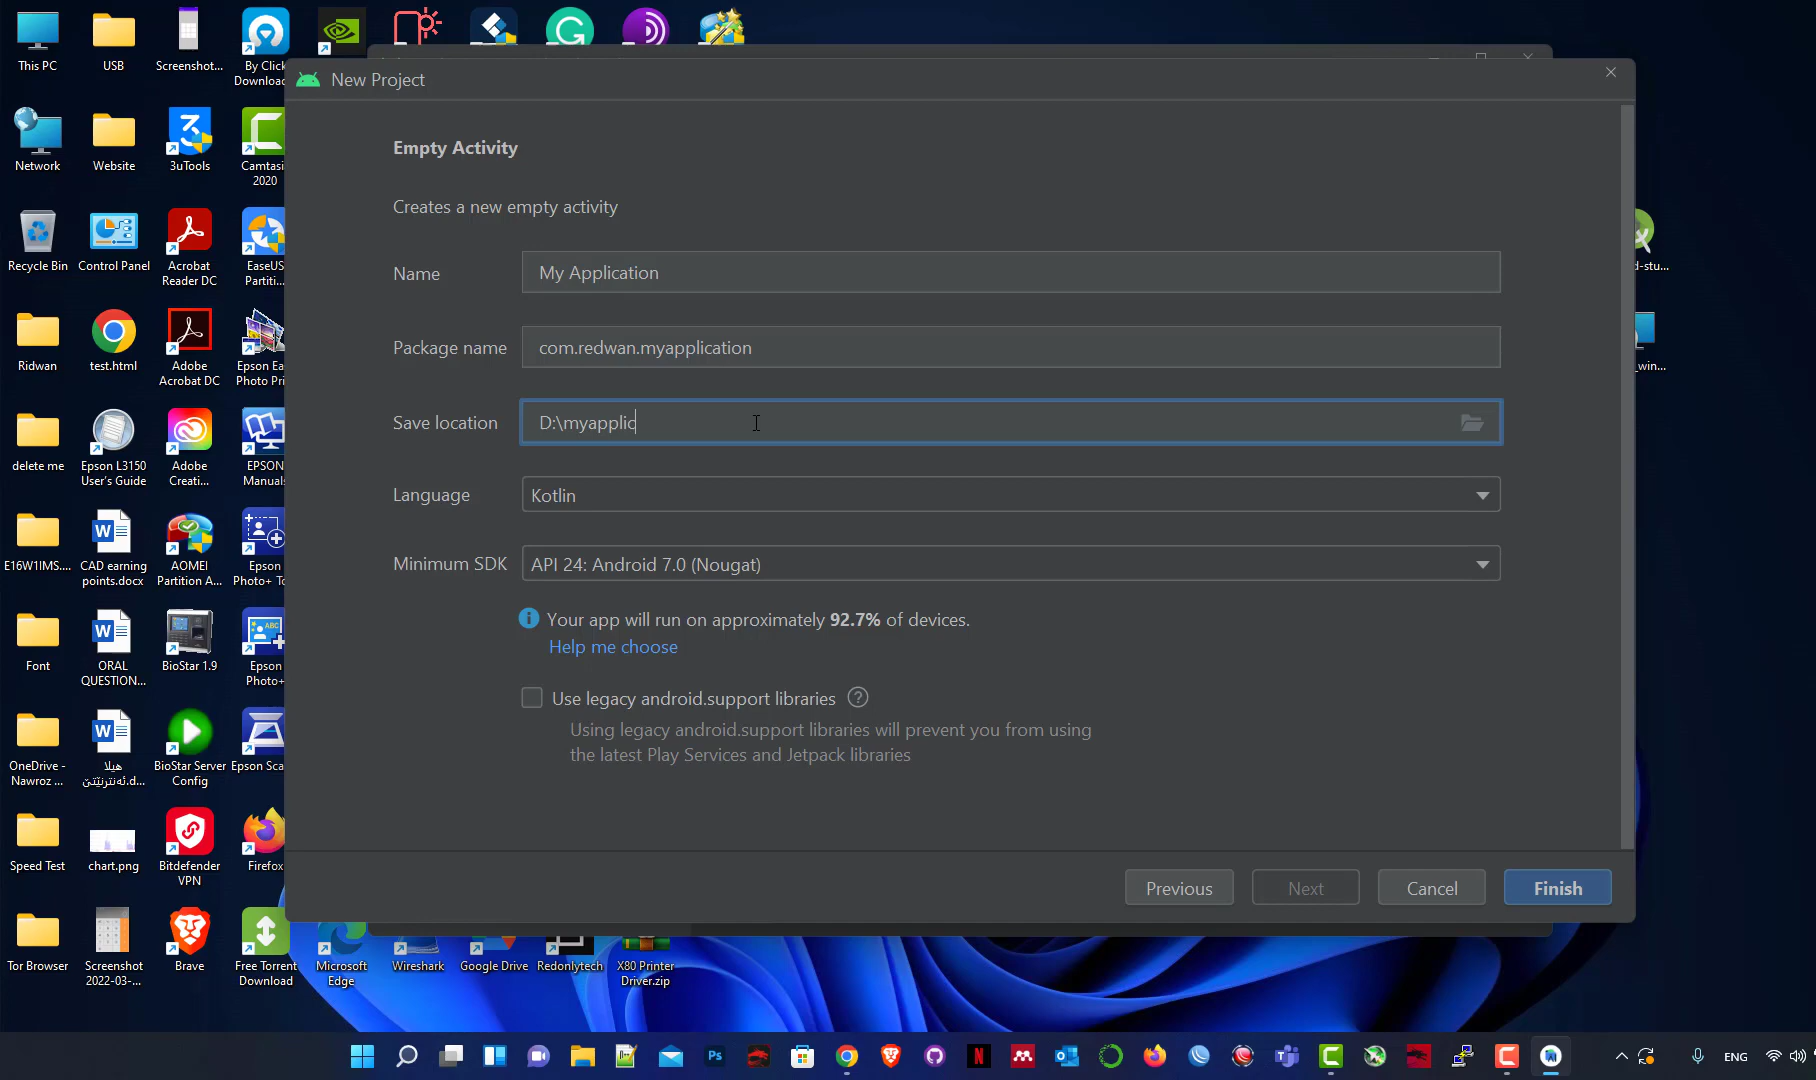 This PC
USB
Screenshot...
By Click
Download...
Network
Website
3uTools
Camtasi
2020
Recycle Bin
Control Panel
Acrobat
Reader DC
EaseUS
Partiti...
Ridwan
test.html
Adobe
Acrobat DC
Epson Ea
Photo Pri
delete me
Epson L3150
User's Guide
Adobe
Creati...
EPSON
Manuals
E16W1IMS....
CAD earning
points.docx
AOMEI
Partition A...
Epson
Photo+ To
Font
ORAL
QUESTION...
BioStar 1.9
Epson
Photo+
OneDrive -
Nawroz ...
هیلا
ئەنترنێتێ.d...
BioStar Server
Config
Epson Sca
Speed Test
chart.png
Bitdefender
VPN
Firefox
Tor Browser
Screenshot
2022-03-...
Brave
Free Torrent
Download
Microsoft
Edge
Wireshark
Google Drive
Redonlytech
X80 Printer
Driver.zip
d-stu...
_win...
New Project
Empty Activity
Creates a new empty activity
Name
My Application
Package name
com.redwan.myapplication
Save location
D:\myapplic
Language
Kotlin
Minimum SDK
API 24: Android 7.0 (Nougat)
Your app will run on approximately 92.7% of devices.
Help me choose
Use legacy android.support libraries
Using legacy android.support libraries will prevent you from using
the latest Play Services and Jetpack libraries
Previous
Next
Cancel
Finish
ENG